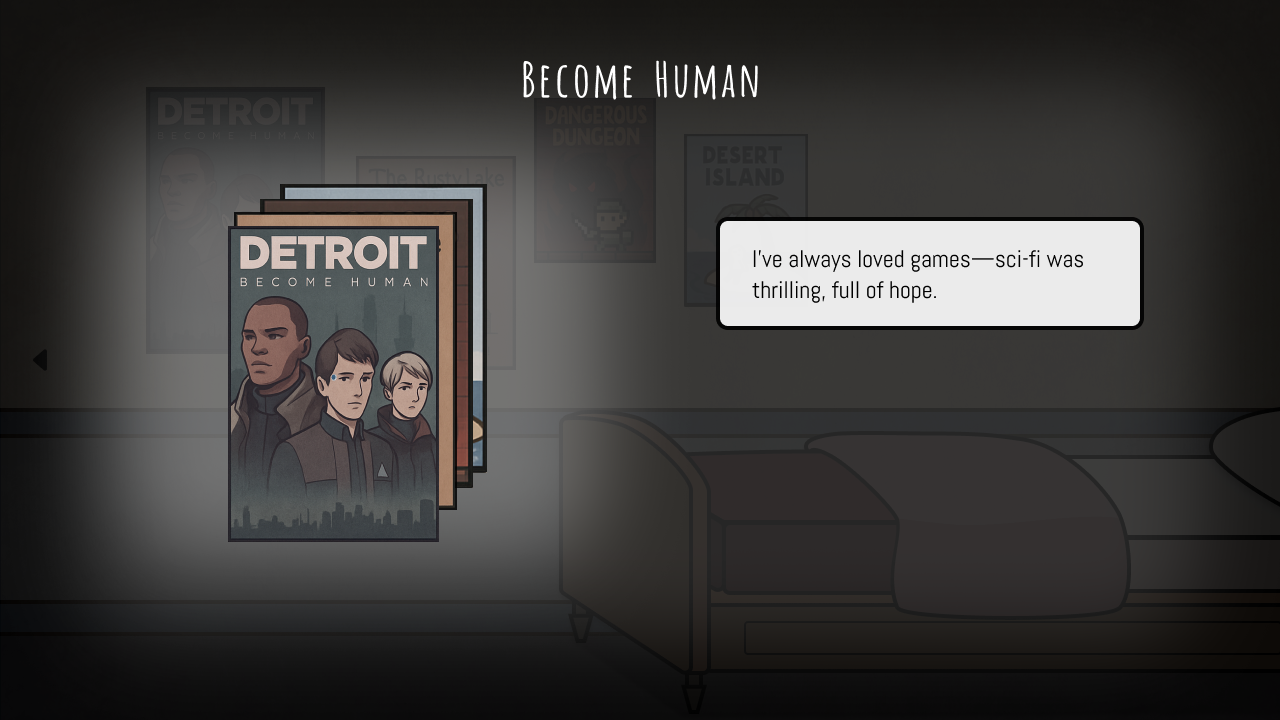 Become Human
DETROIT
BECOME HUMAN
The Rusty Lake
DANGEROUS
DUNGEON
DESERT
ISLAND
DETROIT
BECOME HUMAN
I've always loved games—sci-fi was
thrilling, full of hope.